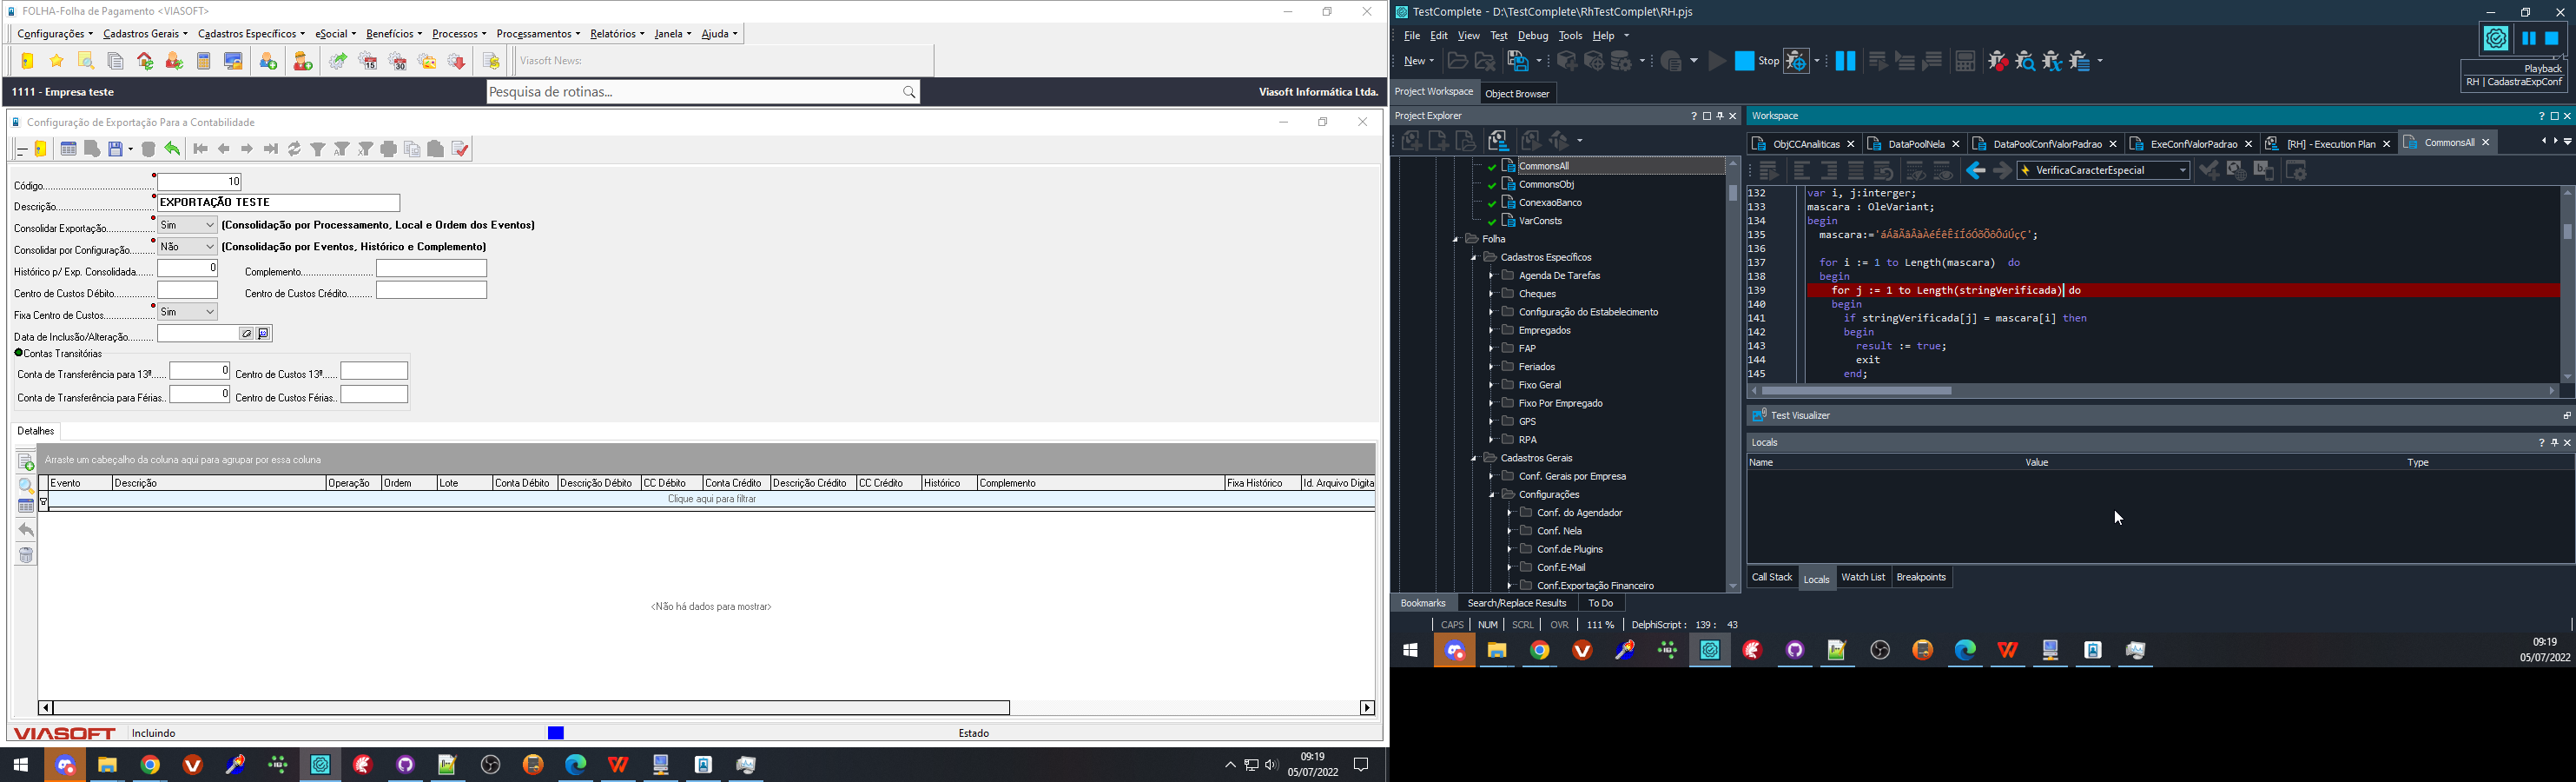 FOLHA-Folha de Pagamento <VIASOFT>
Configurações Cadastros Gerais Cadastros Específicos eSocial Benefícios Processos Processamentos Relatórios Janela Ajuda
15 30
Viasoft News:
1111 - Empresa teste
Pesquisa de rotinas...
Viasoft Informática Ltda.
Configuração de Exportação Para a Contabilidade
Código........ 10
Descrição........ EXPORTAÇÃO TESTE
Consolidar Exportação........ Sim (Consolidação por Processamento, Local e Ordem dos Eventos)
Consolidar por Configuração........ Não (Consolidação por Eventos, Histórico e Complemento)
Histórico p/ Exp. Consolidada...... 0 Complemento........
Centro de Custos Débito........ Centro de Custos Crédito........
Fixa Centro de Custos........ Sim
Data de Inclusão/Alteração........
Contas Transitórias
Conta de Transferência para 13º..... 0 Centro de Custos 13º......
Conta de Transferência para Férias.. 0 Centro de Custos Férias..
Detalhes
Arraste um cabeçalho da coluna aqui para agrupar por essa coluna
Evento Descrição Operação Ordem Lote Conta Débito Descrição Débito CC Débito Conta Crédito Descrição Crédito CC Crédito Histórico Complemento Fixa Histórico Id. Arquivo Digita
Clique aqui para filtrar
<Não há dados para mostrar>
VIASOFT Incluindo Estado
09:19
05/07/2022
TestComplete - D:\TestComplete\RhTestComplet\RH.pjs
File Edit View Test Debug Tools Help
New Stop
Playback
RH | CadastraExpConf
Project Workspace Object Browser
Project Explorer
CommonsAll
CommonsObj
ConexaoBanco
VarConsts
Folha
Cadastros Específicos
Agenda De Tarefas
Cheques
Configuração do Estabelecimento
Empregados
FAP
Feriados
Fixo Geral
Fixo Por Empregado
GPS
RPA
Cadastros Gerais
Conf. Gerais por Empresa
Configurações
Conf. do Agendador
Conf. Nela
Conf.de Plugins
Conf.E-Mail
Conf.Exportação Financeiro
Workspace
ObjCCAnaliticas DataPoolNela DataPoolConfValorPadrao ExeConfValorPadrao [RH] - Execution Plan CommonsAll
VerificaCaracterEspecial
132 var i, j:interger;
133 mascara : OleVariant;
134 begin
135 mascara:='áÁãÃâÂàÀéÉêÊíÍóÓõÕôÔúÚçÇ';
136
137 for i := 1 to Length(mascara) do
138 begin
139 for j := 1 to Length(stringVerificada) do
140 begin
141 if stringVerificada[j] = mascara[i] then
142 begin
143 result := true;
144 exit
145 end;
Test Visualizer
Locals
Name Value Type
Call Stack Locals Watch List Breakpoints
Bookmarks Search/Replace Results To Do
CAPS NUM SCRL OVR 111 % DelphiScript : 139 : 43
09:19
05/07/2022